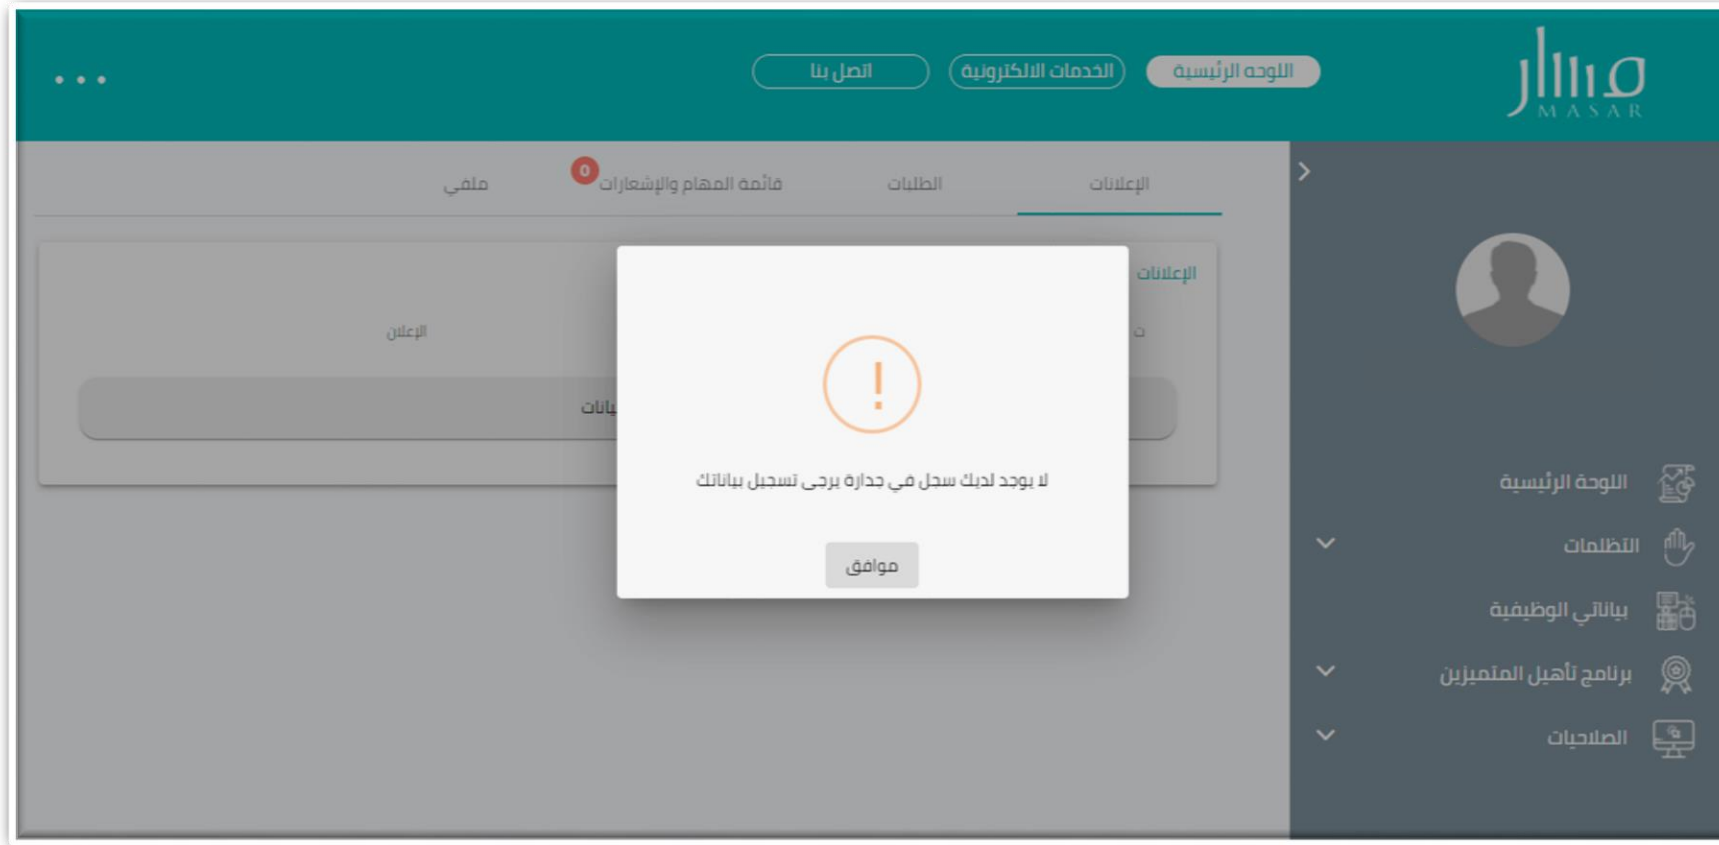 مسار
MASAR
اللوحه الرئيسية
الخدمات الالكترونية
اتصل بنا
الإعلانات
الطلبات
قائمة المهام والإشعارات
0
ملفي
الإعلانات
ت
الإعلان
لا يوجد لديك سجل في جدارة يرجى تسجيل بياناتك
موافق
اللوحة الرئيسية
التظلمات
بياناتي الوظيفية
برنامج تأهيل المتميزين
الصلاحيات